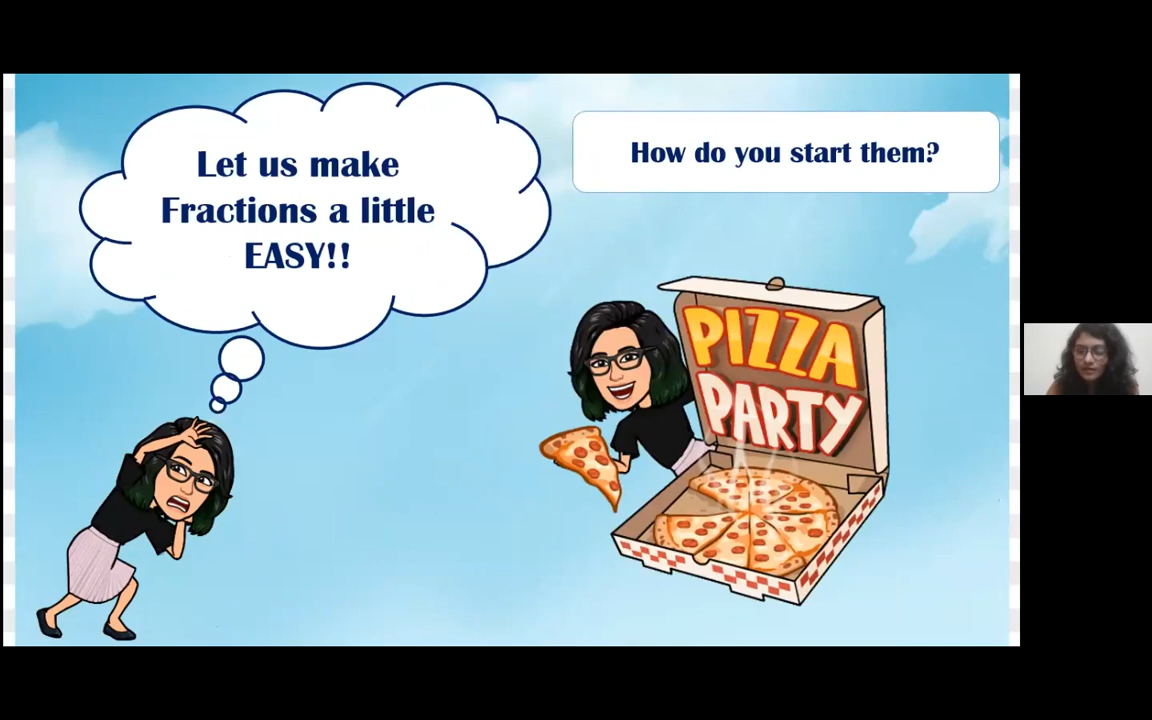 Let us make
Fractions a little
EASY!!
How do you start them?
PIZZA
PARTY